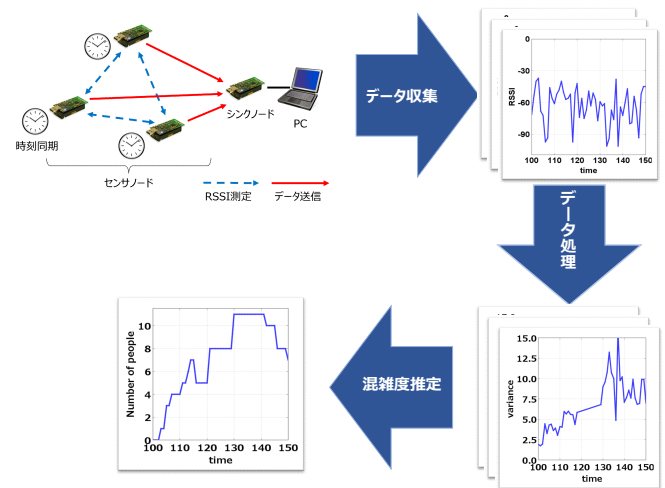 時刻同期
センサノード
シンクノード
PC
RSSI測定
データ送信
データ収集
0
-30
-60
-90
RSSI
100 110 120 130 140 150
time
データ処理
15.0
12.5
10.0
7.5
5.0
2.5
0.0
variance
100 110 120 130 140 150
time
混雑度推定
10
8
6
4
2
0
Number of people
100 110 120 130 140 150
time